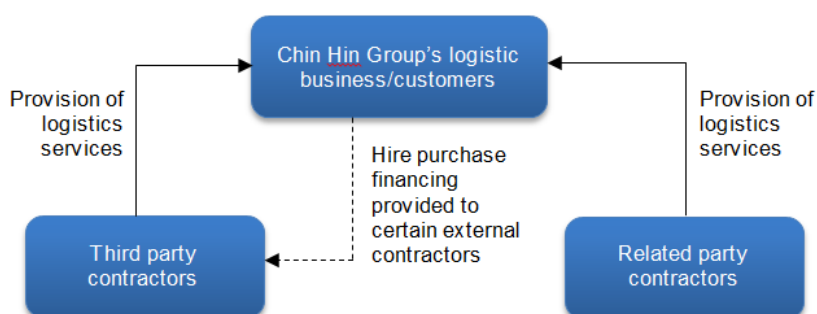 Chin Hin Group's logistic
business/customers
Provision of
logistics
services
Hire purchase
financing
provided to
certain external
contractors
Provision of
logistics
services
Third party
contractors
Related party
contractors